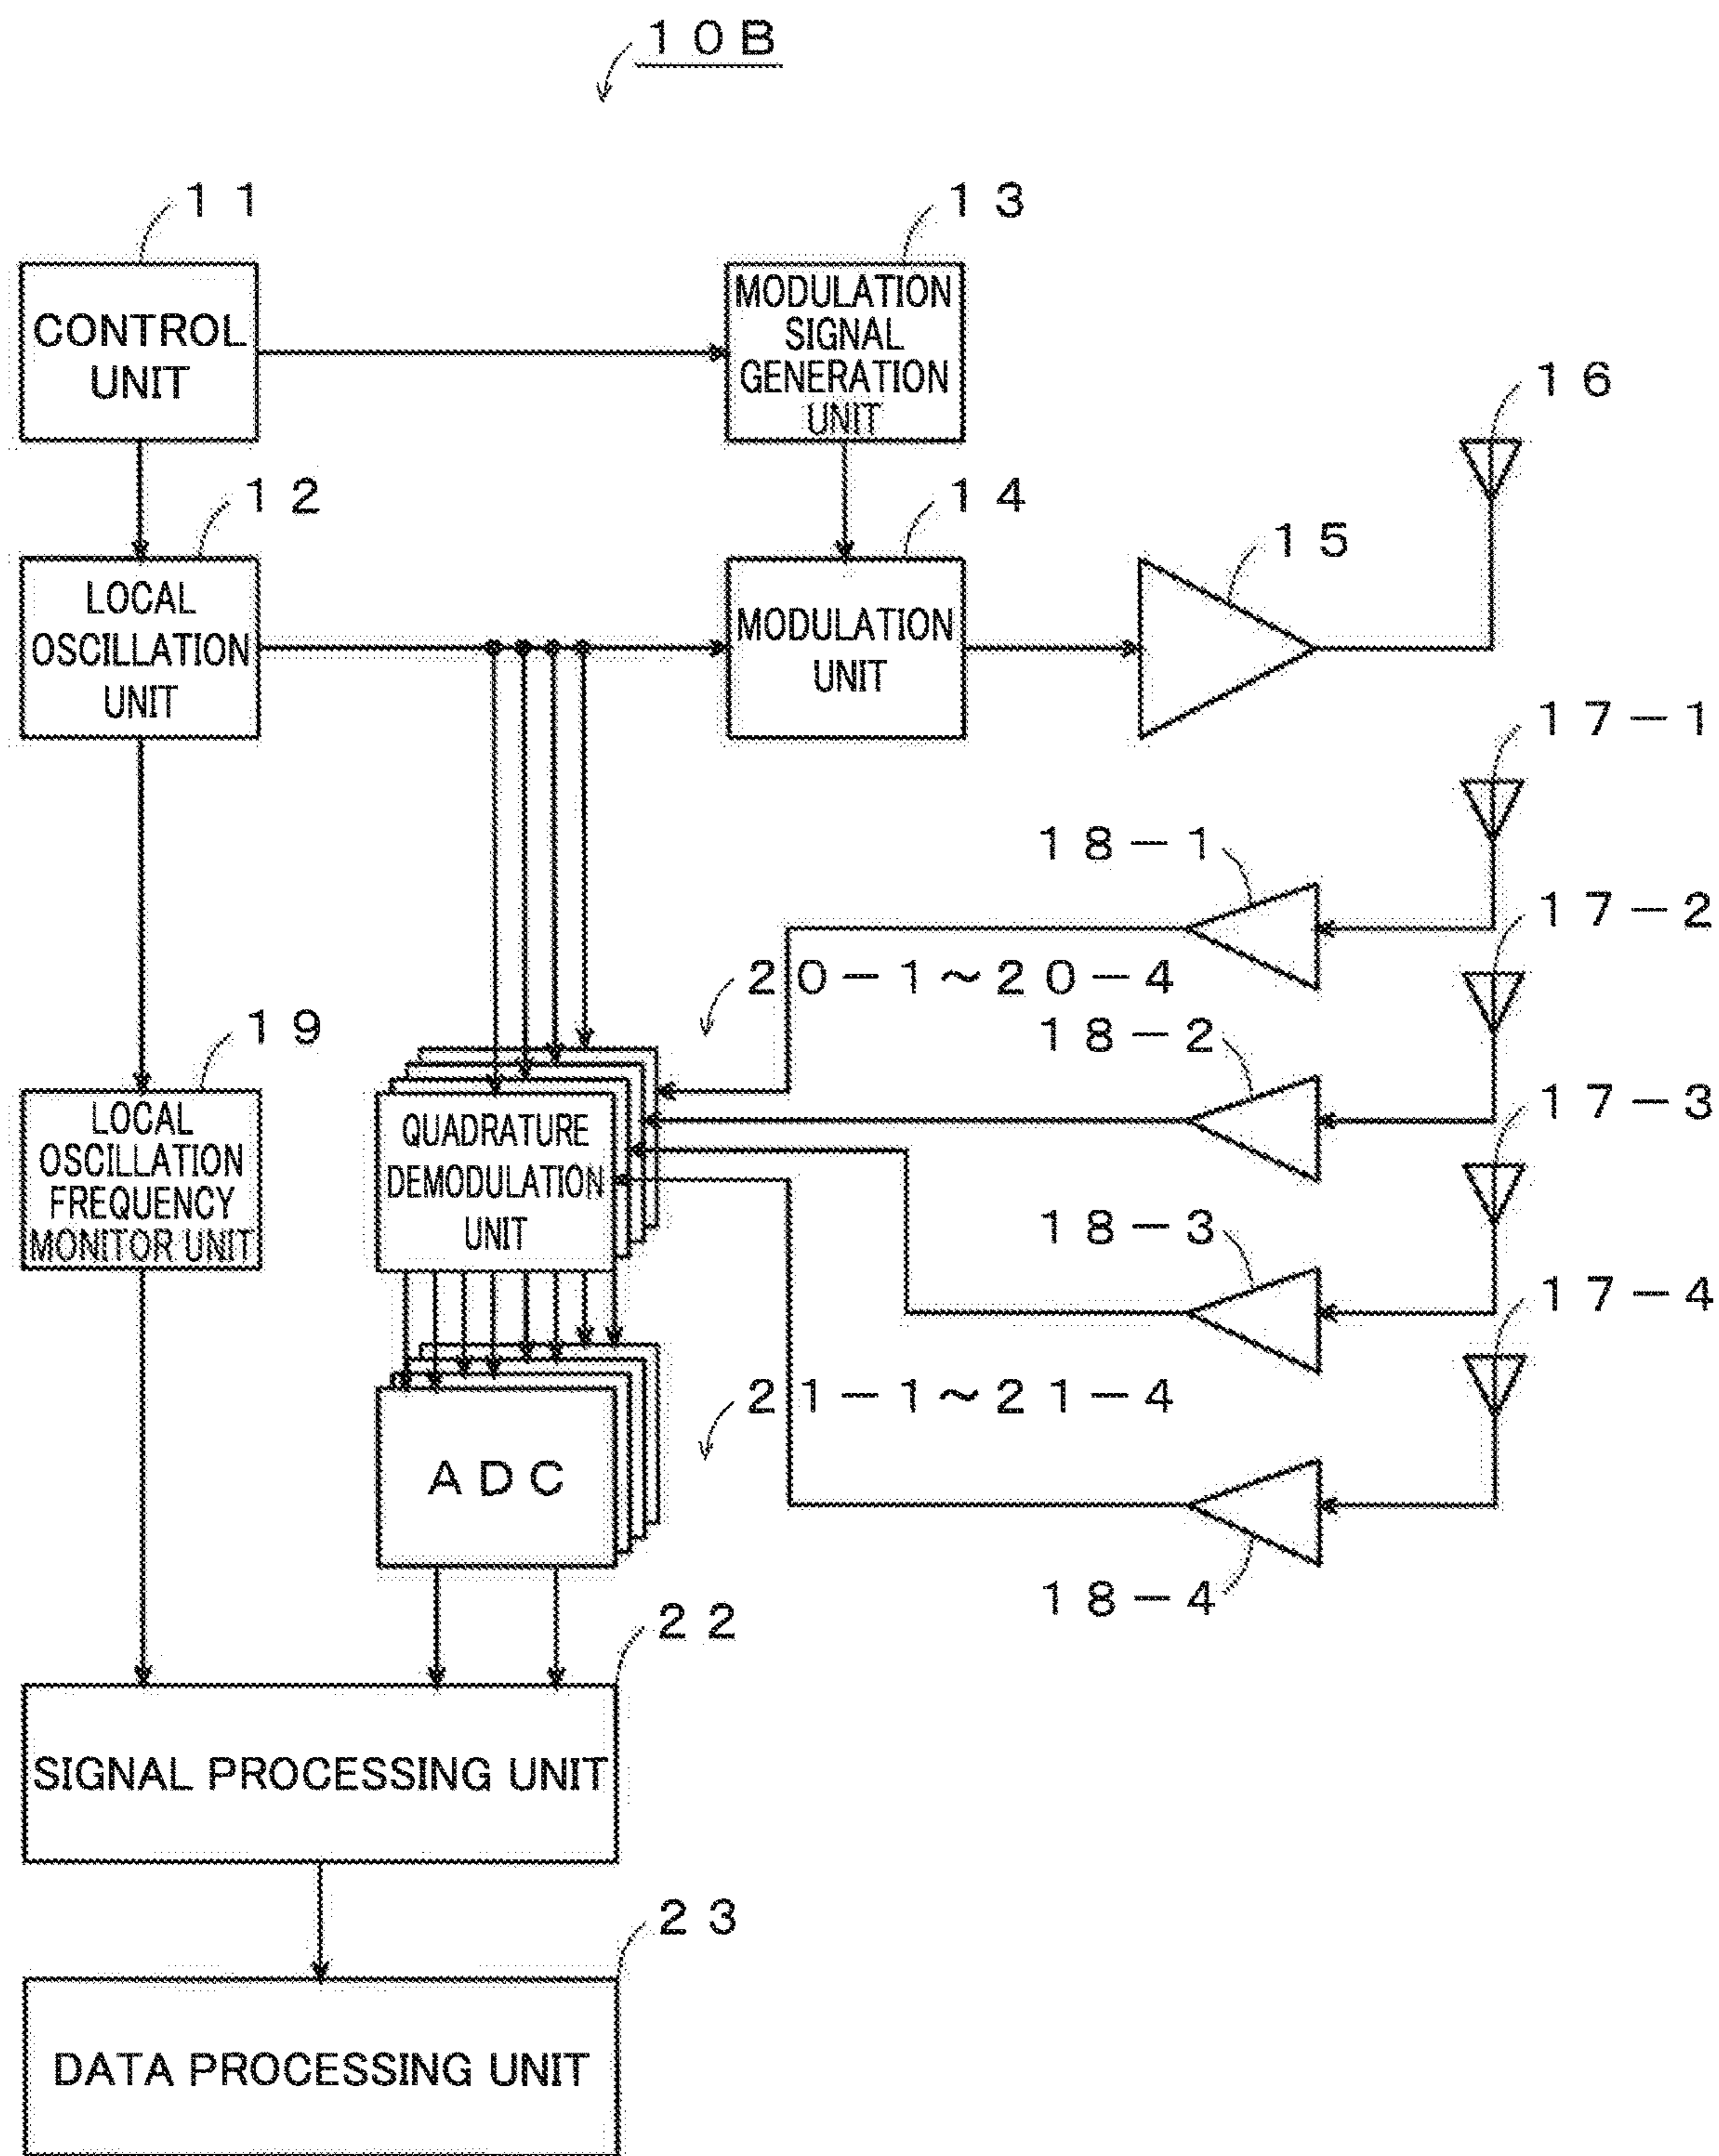 10B
11
13
CONTROL
UNIT
MODULATION
SIGNAL
GENERATION
UNIT
16
12
14
15
LOCAL
OSCILLATION
UNIT
MODULATION
UNIT
17-1
18-1
17-2
20-1~20-4
19
18-2
17-3
LOCAL
OSCILLATION
FREQUENCY
MONITOR UNIT
QUADRATURE
DEMODULATION
UNIT
18-3
17-4
21-1~21-4
ADC
18-4
22
SIGNAL PROCESSING UNIT
23
DATA PROCESSING UNIT